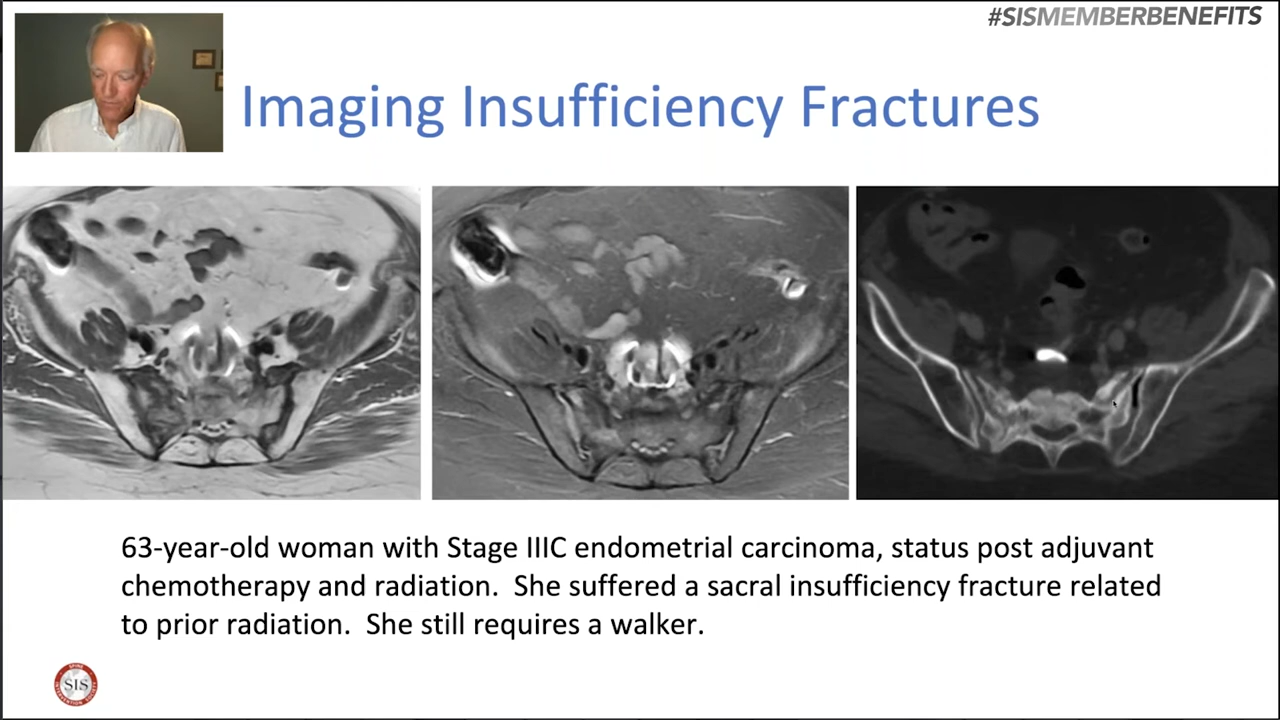 #SISMEMBERBENEFITS
Imaging Insufficiency Fractures
63-year-old woman with Stage IIIC endometrial carcinoma, status post adjuvant
chemotherapy and radiation.  She suffered a sacral insufficiency fracture related
to prior radiation.  She still requires a walker.
SIS